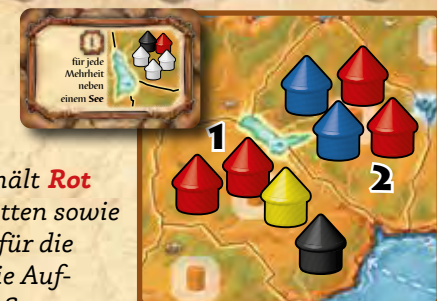 1
für jede
Mehrheit
neben
einem See
1
2
hält Rot
tten sowie
für die
ie Auf-